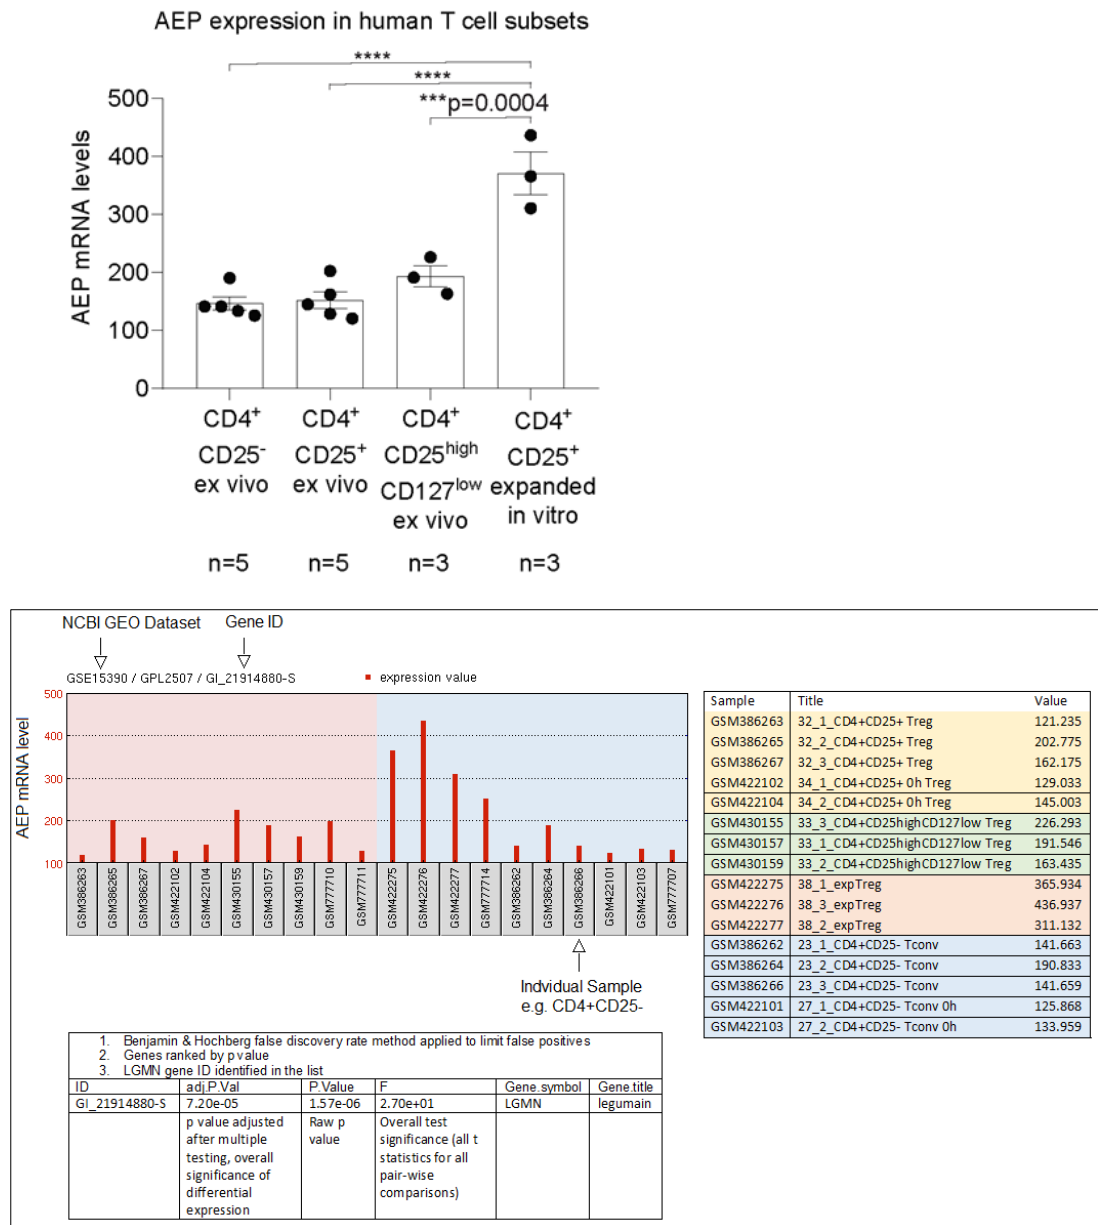 AEP expression in human T cell subsets
****
****
***p=0.0004
AEP mRNA levels
500
400
300
200
100
0
CD4+ CD25- ex vivo
CD4+ CD25+ ex vivo
CD4+ CD25high CD127low ex vivo
CD4+ CD25+ expanded in vitro
n=5 n=5 n=3 n=3
NCBI GEO Dataset Gene ID
GSE15390 / GPL2507 / GI_21914880-S expression value
AEP mRNA level
500
400
300
200
100
GSM386263
GSM386265
GSM386267
GSM422102
GSM422104
GSM430155
GSM430157
GSM430159
GSM777710
GSM777711
GSM422275
GSM422276
GSM422277
GSM777714
GSM386262
GSM386264
GSM386266
GSM422101
GSM422103
GSM777707
Indvidual Sample
e.g. CD4+CD25-
Sample Title Value
GSM386263 32_1_CD4+CD25+ Treg 121.235
GSM386265 32_2_CD4+CD25+ Treg 202.775
GSM386267 32_3_CD4+CD25+ Treg 162.175
GSM422102 34_1_CD4+CD25+ 0h Treg 129.033
GSM422104 34_2_CD4+CD25+ 0h Treg 145.003
GSM430155 33_3_CD4+CD25highCD127low Treg 226.293
GSM430157 33_1_CD4+CD25highCD127low Treg 191.546
GSM430159 33_2_CD4+CD25highCD127low Treg 163.435
GSM422275 38_1_expTreg 365.934
GSM422276 38_3_expTreg 436.937
GSM422277 38_2_expTreg 311.132
GSM386262 23_1_CD4+CD25- Tconv 141.663
GSM386264 23_2_CD4+CD25- Tconv 190.833
GSM386266 23_3_CD4+CD25- Tconv 141.659
GSM422101 27_1_CD4+CD25- Tconv 0h 125.868
GSM422103 27_2_CD4+CD25- Tconv 0h 133.959
1. Benjamin & Hochberg false discovery rate method applied to limit false positives
2. Genes ranked by p value
3. LGMN gene ID identified in the list
ID adj.P.Val P.Value F Gene.symbol Gene.title
GI_21914880-S 7.20e-05 1.57e-06 2.70e+01 LGMN legumain
p value adjusted after multiple testing, overall significance of differential expression
Raw p value
Overall test significance (all t statistics for all pair-wise comparisons)